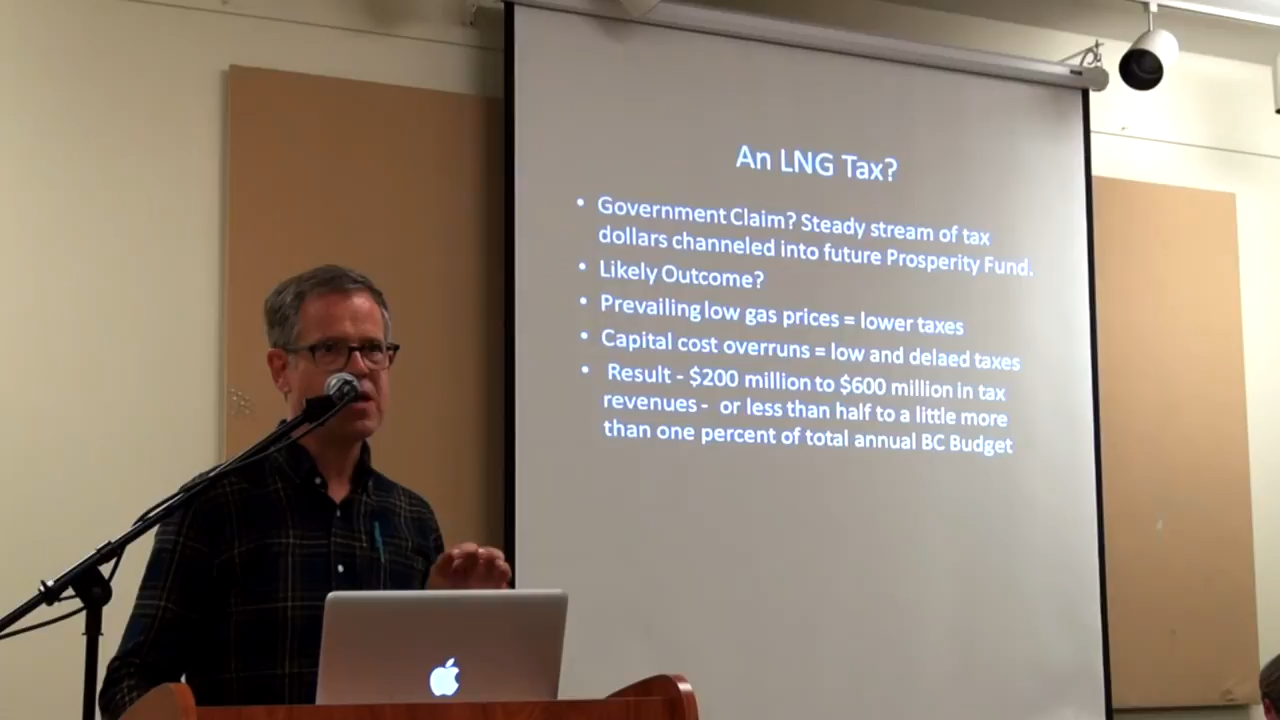 An LNG Tax?
• Government Claim? Steady stream of tax
dollars channeled into future Prosperity Fund.
• Likely Outcome?
• Prevailing low gas prices = lower taxes
• Capital cost overruns = low and delaed taxes
• Result - $200 million to $600 million in tax
revenues - or less than half to a little more
than one percent of total annual BC Budget